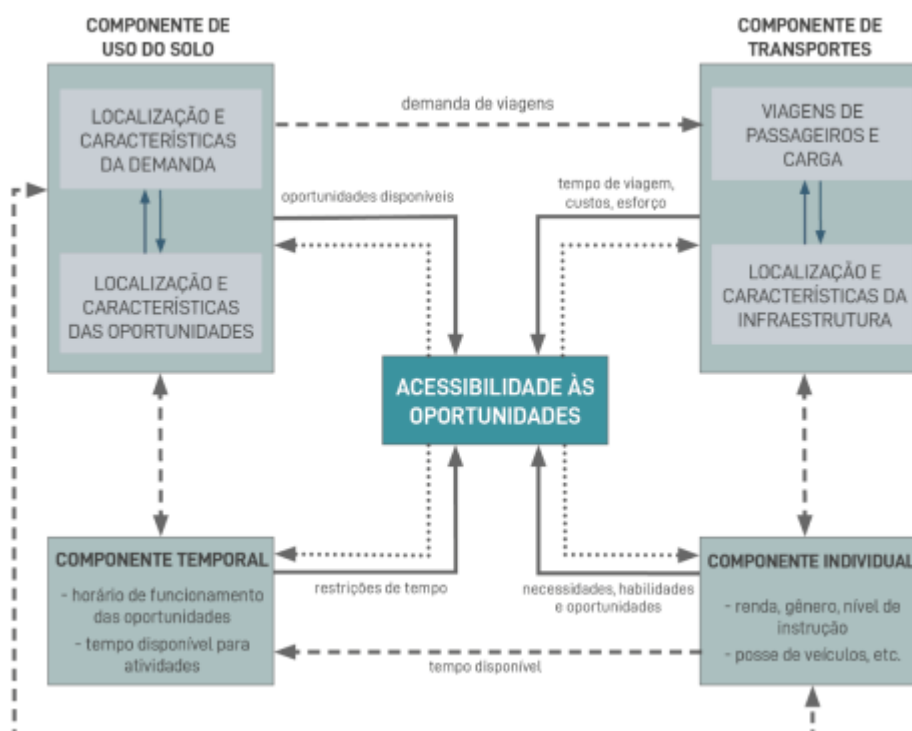 COMPONENTE DE
USO DO SOLO
COMPONENTE DE
TRANSPORTES
LOCALIZAÇÃO E
CARACTERÍSTICAS
DA DEMANDA
demanda de viagens
VIAGENS DE
PASSAGEIROS E
CARGA
oportunidades disponíveis
tempo de viagem,
custos, esforço
LOCALIZAÇÃO E
CARACTERÍSTICAS
DAS OPORTUNIDADES
LOCALIZAÇÃO E
CARACTERÍSTICAS DA
INFRAESTRUTURA
ACESSIBILIDADE ÀS
OPORTUNIDADES
COMPONENTE TEMPORAL
- horário de funcionamento
das oportunidades
- tempo disponível para
atividades
restrições de tempo
necessidades, habilidades
e oportunidades
COMPONENTE INDIVIDUAL
- renda, gênero, nível de
instrução
- posse de veículos, etc.
tempo disponível